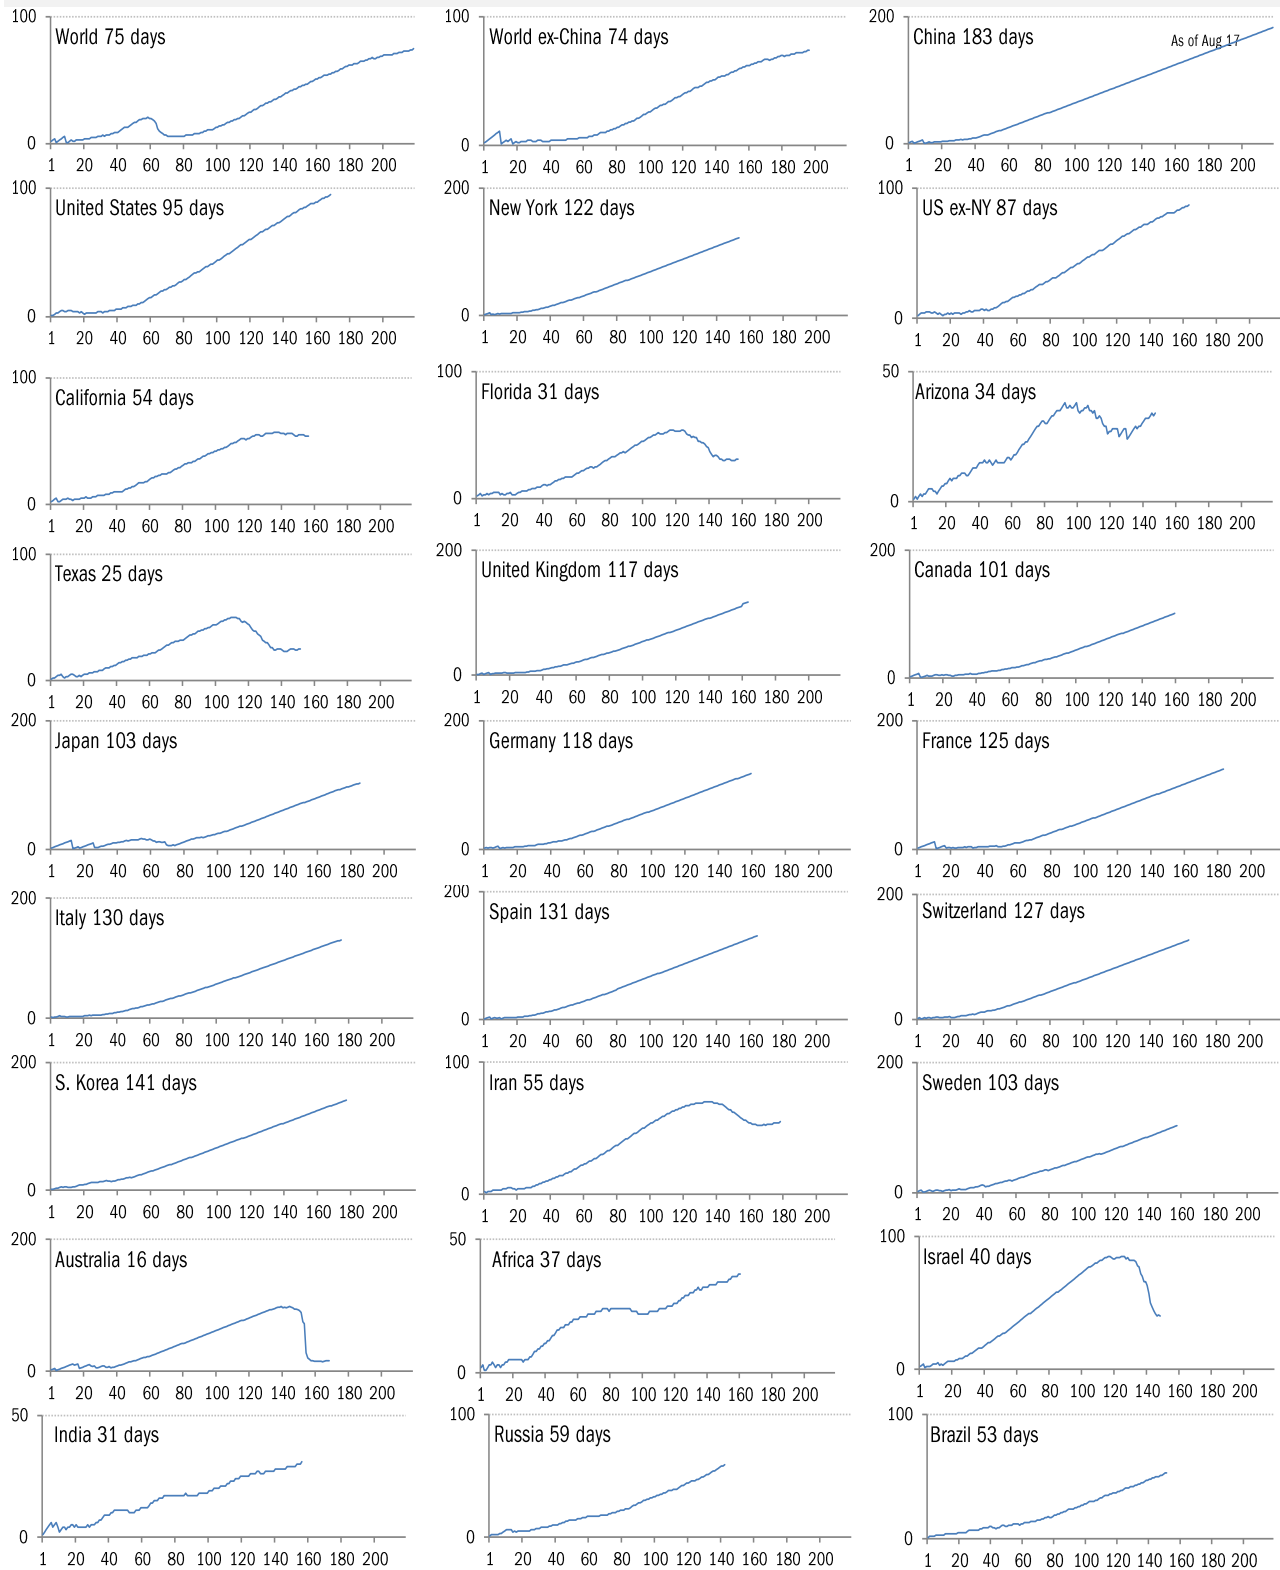 100
World 75 days
0
1 20 40 60 80 100 120 140 160 180 200
100
World ex-China 74 days
0
1 20 40 60 80 100 120 140 160 180 200
200
China 183 days
As of Aug 17
0
1 20 40 60 80 100 120 140 160 180 200
100
United States 95 days
0
1 20 40 60 80 100 120 140 160 180 200
200
New York 122 days
0
1 20 40 60 80 100 120 140 160 180 200
100
US ex-NY 87 days
0
1 20 40 60 80 100 120 140 160 180 200
100
California 54 days
0
1 20 40 60 80 100 120 140 160 180 200
100
Florida 31 days
0
1 20 40 60 80 100 120 140 160 180 200
50
Arizona 34 days
0
1 20 40 60 80 100 120 140 160 180 200
100
Texas 25 days
0
1 20 40 60 80 100 120 140 160 180 200
200
United Kingdom 117 days
0
1 20 40 60 80 100 120 140 160 180 200
200
Canada 101 days
0
1 20 40 60 80 100 120 140 160 180 200
200
Japan 103 days
0
1 20 40 60 80 100 120 140 160 180 200
200
Germany 118 days
0
1 20 40 60 80 100 120 140 160 180 200
200
France 125 days
0
1 20 40 60 80 100 120 140 160 180 200
200
Italy 130 days
0
1 20 40 60 80 100 120 140 160 180 200
200
Spain 131 days
0
1 20 40 60 80 100 120 140 160 180 200
200
Switzerland 127 days
0
1 20 40 60 80 100 120 140 160 180 200
200
S. Korea 141 days
0
1 20 40 60 80 100 120 140 160 180 200
100
Iran 55 days
0
1 20 40 60 80 100 120 140 160 180 200
200
Sweden 103 days
0
1 20 40 60 80 100 120 140 160 180 200
200
Australia 16 days
0
1 20 40 60 80 100 120 140 160 180 200
50
Africa 37 days
0
1 20 40 60 80 100 120 140 160 180 200
100
Israel 40 days
0
1 20 40 60 80 100 120 140 160 180 200
50
India 31 days
0
1 20 40 60 80 100 120 140 160 180 200
100
Russia 59 days
0
1 20 40 60 80 100 120 140 160 180 200
100
Brazil 53 days
0
1 20 40 60 80 100 120 140 160 180 200